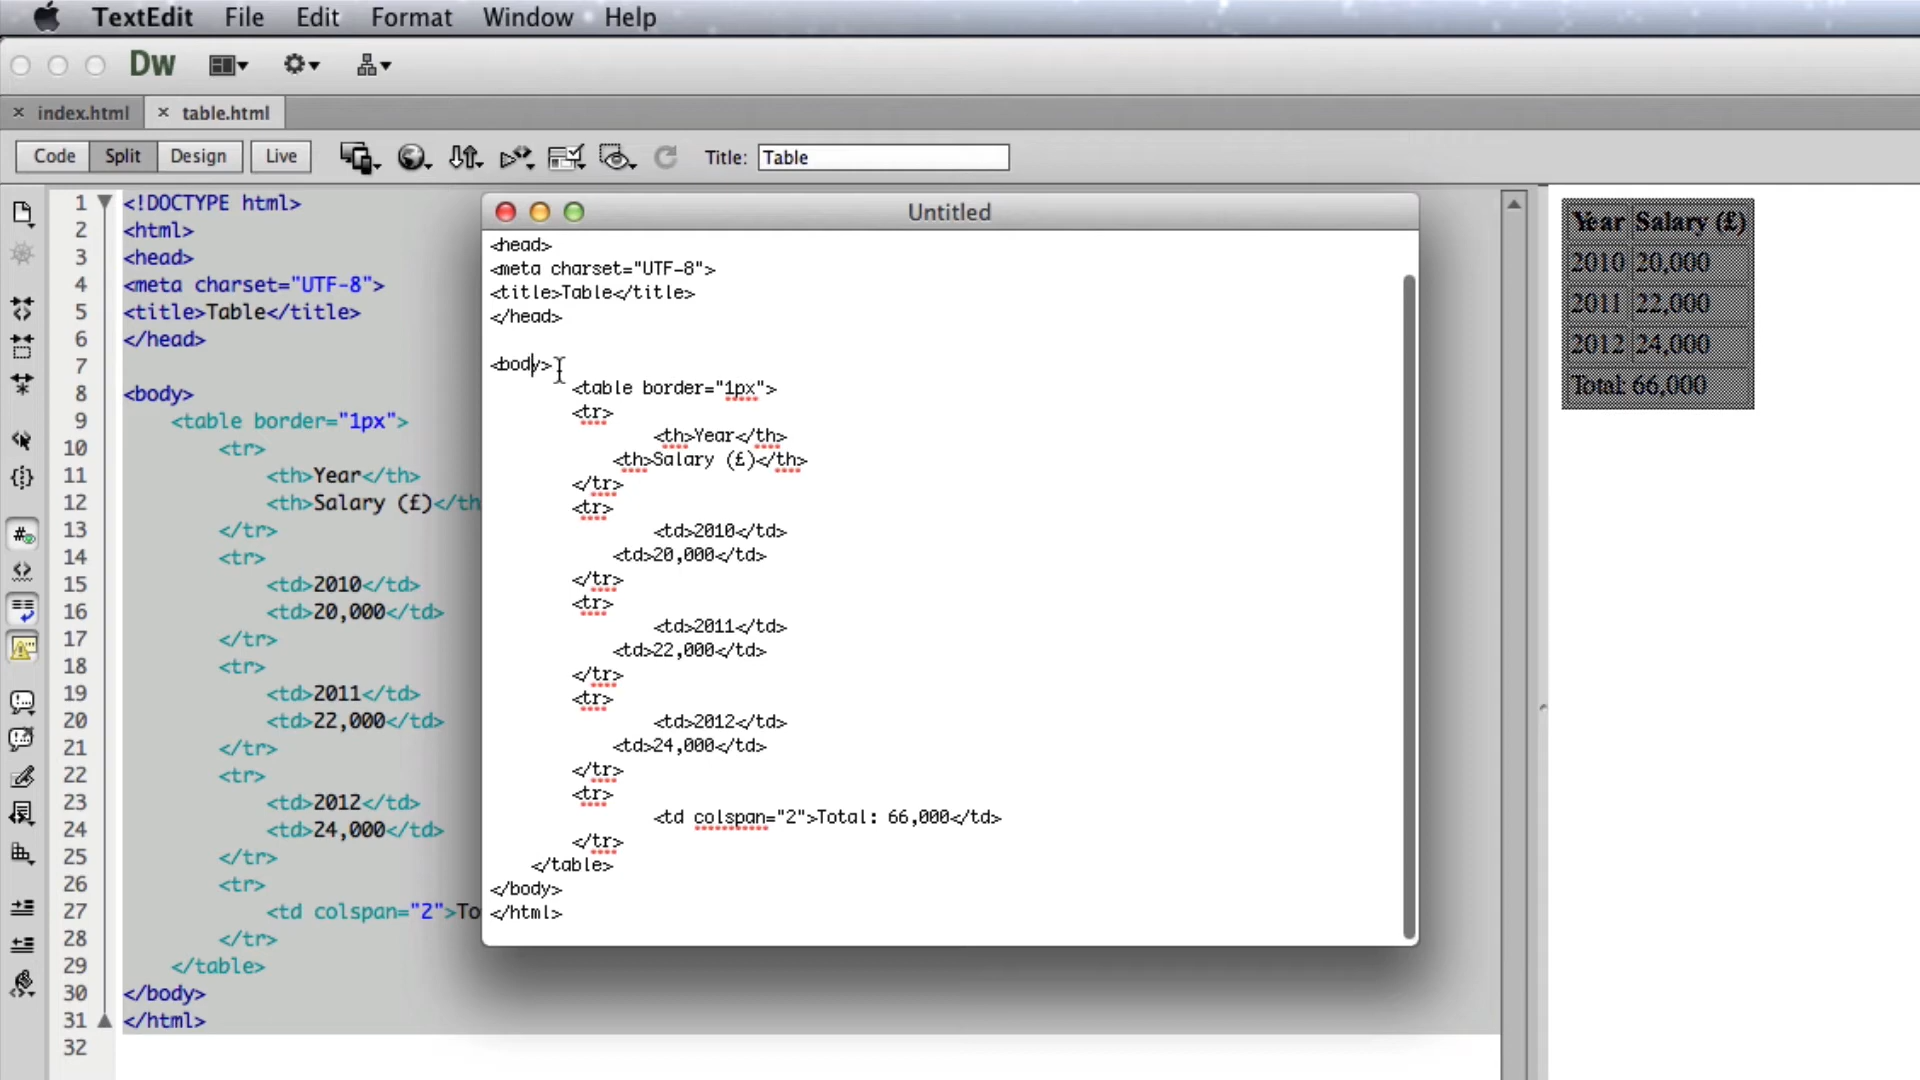 TextEdit File Edit Format Window Help
Dw
index.html table.html
Code Split Design Live Title: Table
1 <!DOCTYPE html>
2 <html>
3 <head>
4 <meta charset="UTF-8">
5 <title>Table</title>
6 </head>
7
8 <body>
9 <table border="1px">
10 <tr>
11 <th>Year</th>
12 <th>Salary (£)</th
13 </tr>
14 <tr>
15 <td>2010</td>
16 <td>20,000</td>
17 </tr>
18 <tr>
19 <td>2011</td>
20 <td>22,000</td>
21 </tr>
22 <tr>
23 <td>2012</td>
24 <td>24,000</td>
25 </tr>
26 <tr>
27 <td colspan="2">To
28 </tr>
29 </table>
30 </body>
31 </html>
32
Untitled
<head>
<meta charset="UTF-8">
<title>Table</title>
</head>
<body>
<table border="1px">
<tr>
<th>Year</th>
<th>Salary (£)</th>
</tr>
<tr>
<td>2010</td>
<td>20,000</td>
</tr>
<tr>
<td>2011</td>
<td>22,000</td>
</tr>
<tr>
<td>2012</td>
<td>24,000</td>
</tr>
<tr>
<td colspan="2">Total: 66,000</td>
</tr>
</table>
</body>
</html>
Year Salary (£)
2010 20,000
2011 22,000
2012 24,000
Total: 66,000